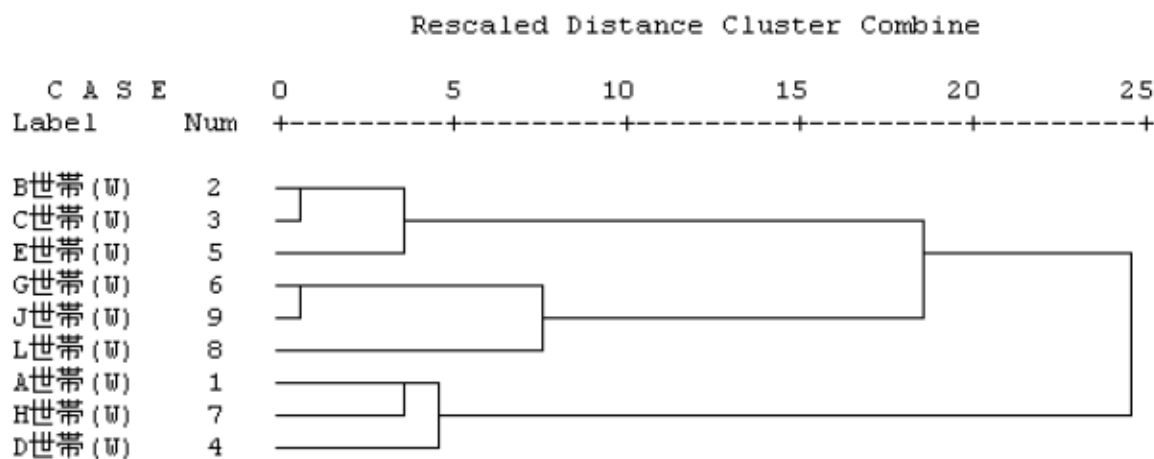 Rescaled Distance Cluster Combine
C A S E 0 5 10 15 20 25
Label Num +---------+---------+---------+---------+---------+
B世帯(W) 2
C世帯(W) 3
E世帯(W) 5
G世帯(W) 6
J世帯(W) 9
L世帯(W) 8
A世帯(W) 1
H世帯(W) 7
D世帯(W) 4